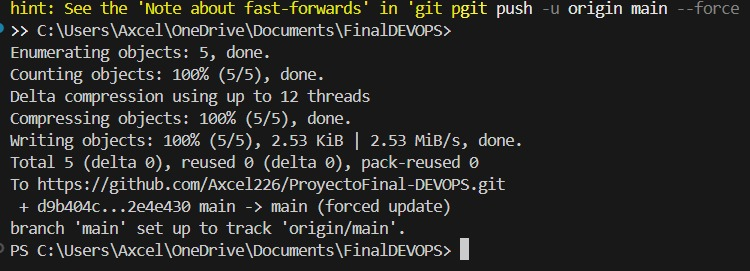 hint: See the 'Note about fast-forwards' in 'git pgit push -u origin main --force
>> C:\Users\Axcel\OneDrive\Documents\FinalDEVOPS>
Enumerating objects: 5, done.
Counting objects: 100% (5/5), done.
Delta compression using up to 12 threads
Compressing objects: 100% (5/5), done.
Writing objects: 100% (5/5), 2.53 KiB | 2.53 MiB/s, done.
Total 5 (delta 0), reused 0 (delta 0), pack-reused 0
To https://github.com/Axcel226/ProyectoFinal-DEVOPS.git
 + d9b404c...2e4e430 main -> main (forced update)
branch 'main' set up to track 'origin/main'.
PS C:\Users\Axcel\OneDrive\Documents\FinalDEVOPS>